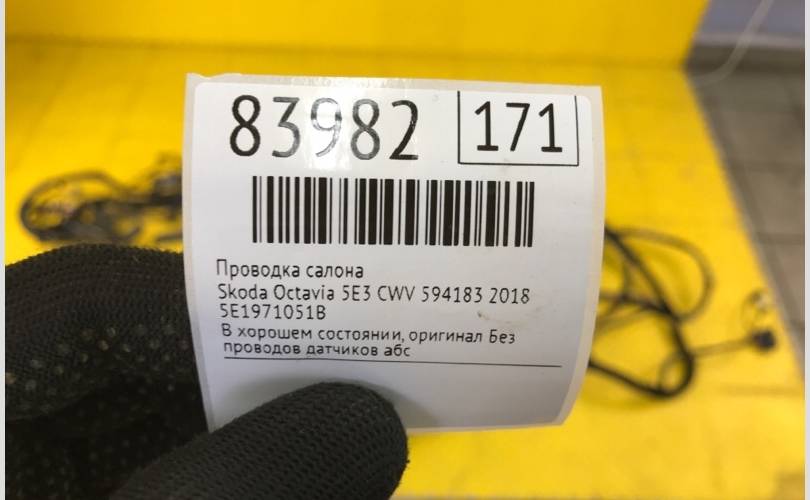 83982 171
Проводка салона
Skoda Octavia 5E3 CWV 594183 2018
5E1971051B
В хорошем состоянии, оригинал Без
проводов датчиков абс